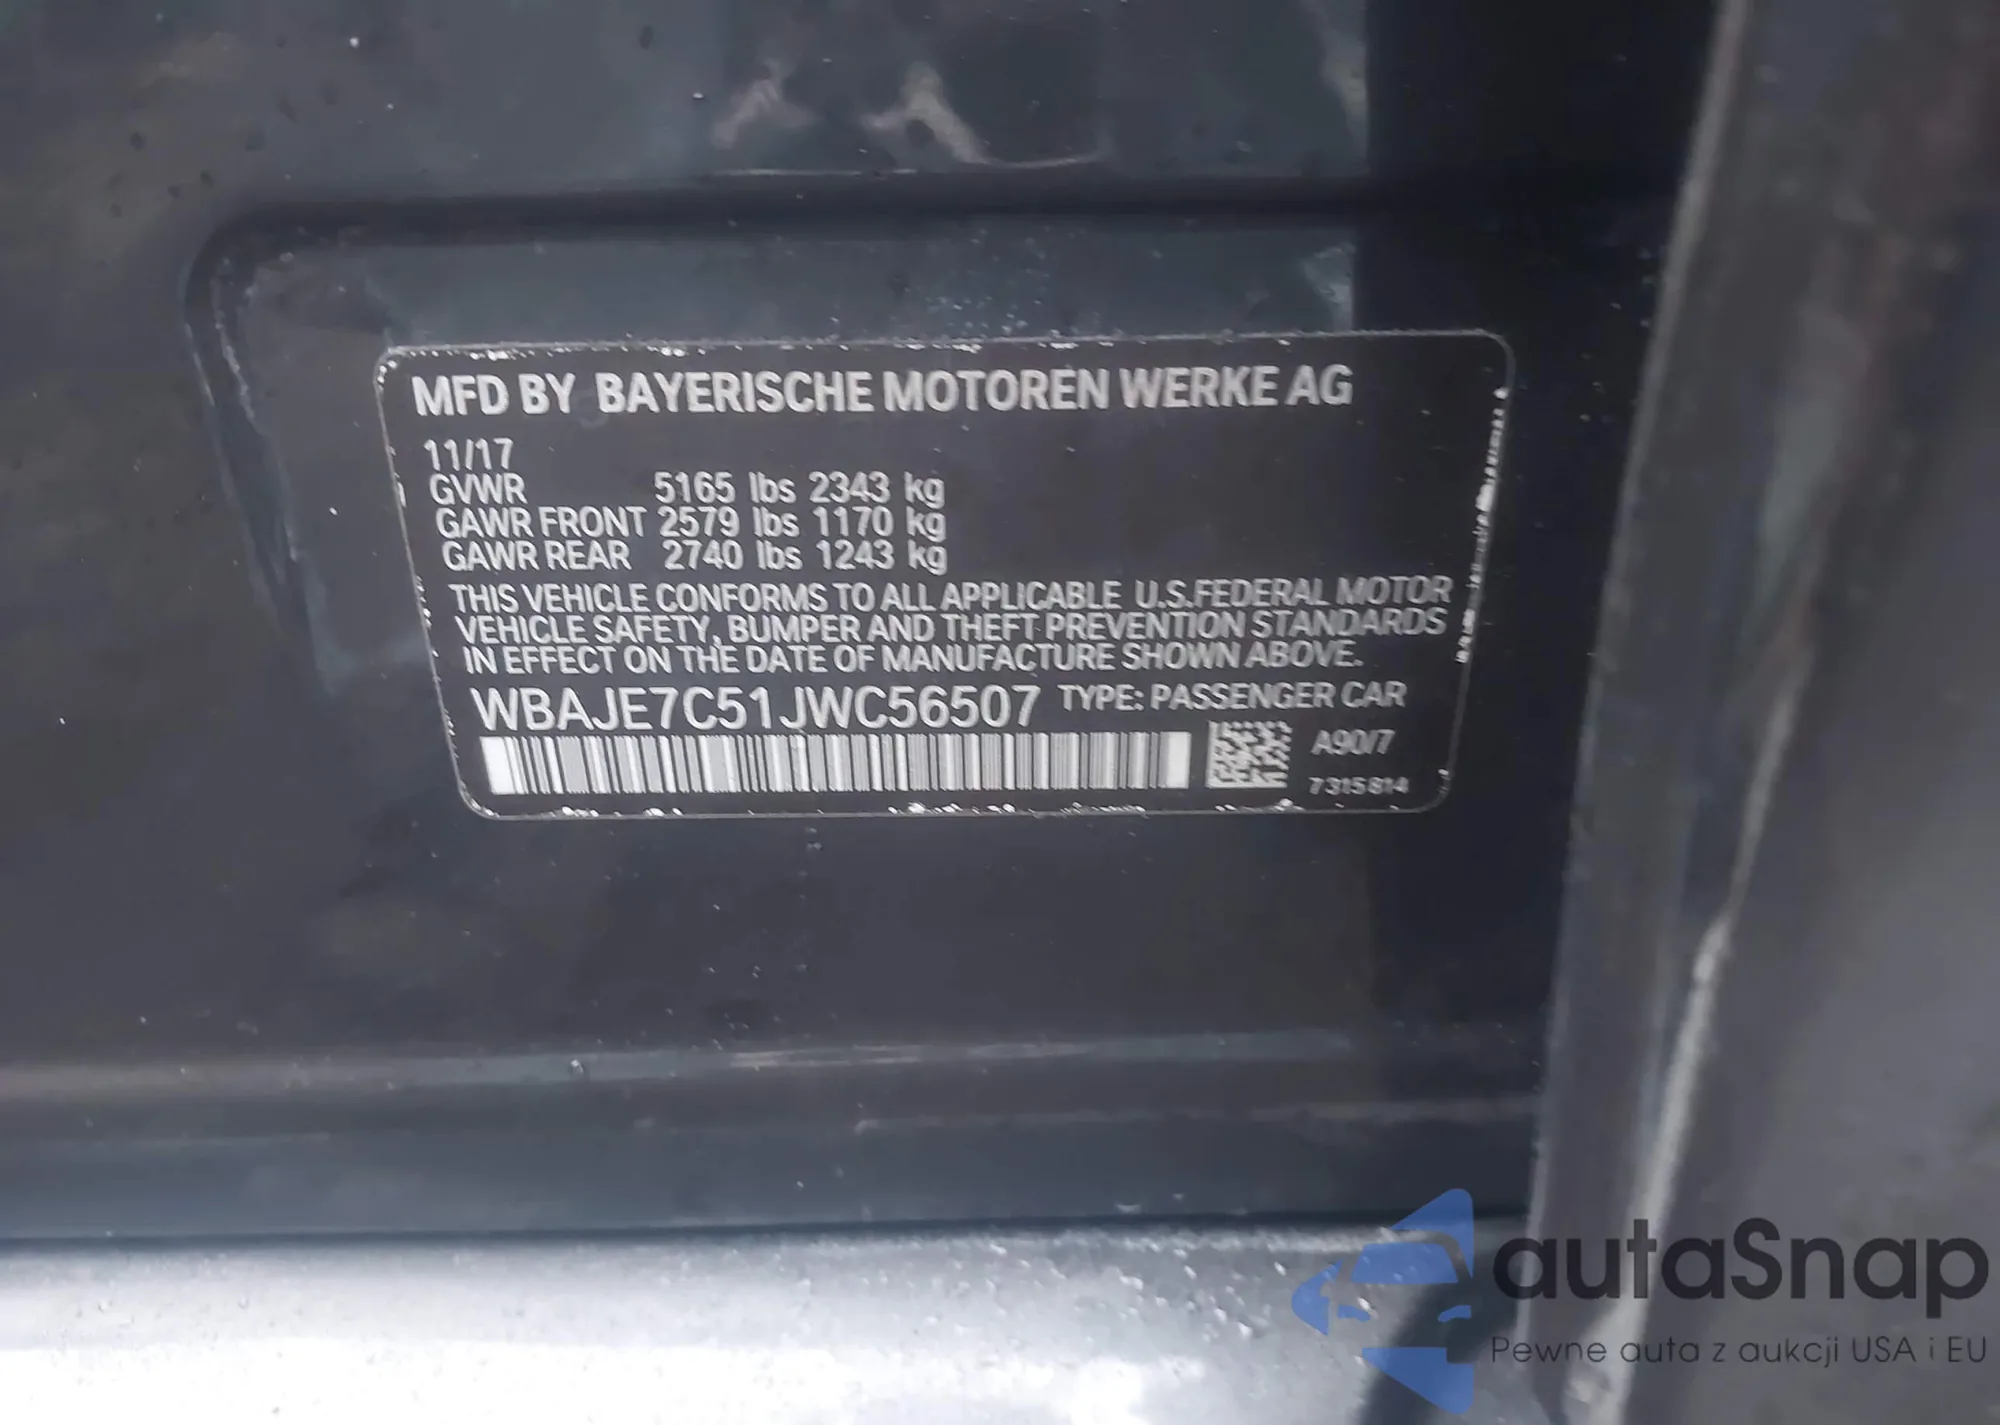 MFD BY BAYERISCHE MOTOREN WERKE AG
11/17
GVWR 5165 lbs 2343 kg
GAWR FRONT 2579 lbs 1170 kg
GAWR REAR 2740 lbs 1243 kg
THIS VEHICLE CONFORMS TO ALL APPLICABLE U.S.FEDERAL MOTOR
VEHICLE SAFETY, BUMPER AND THEFT PREVENTION STANDARDS
IN EFFECT ON THE DATE OF MANUFACTURE SHOWN ABOVE.
WBAJE7C51JWC56507 TYPE: PASSENGER CAR
A90/7
7315814
autaSnap
Pewne auta z aukcji USA i EU